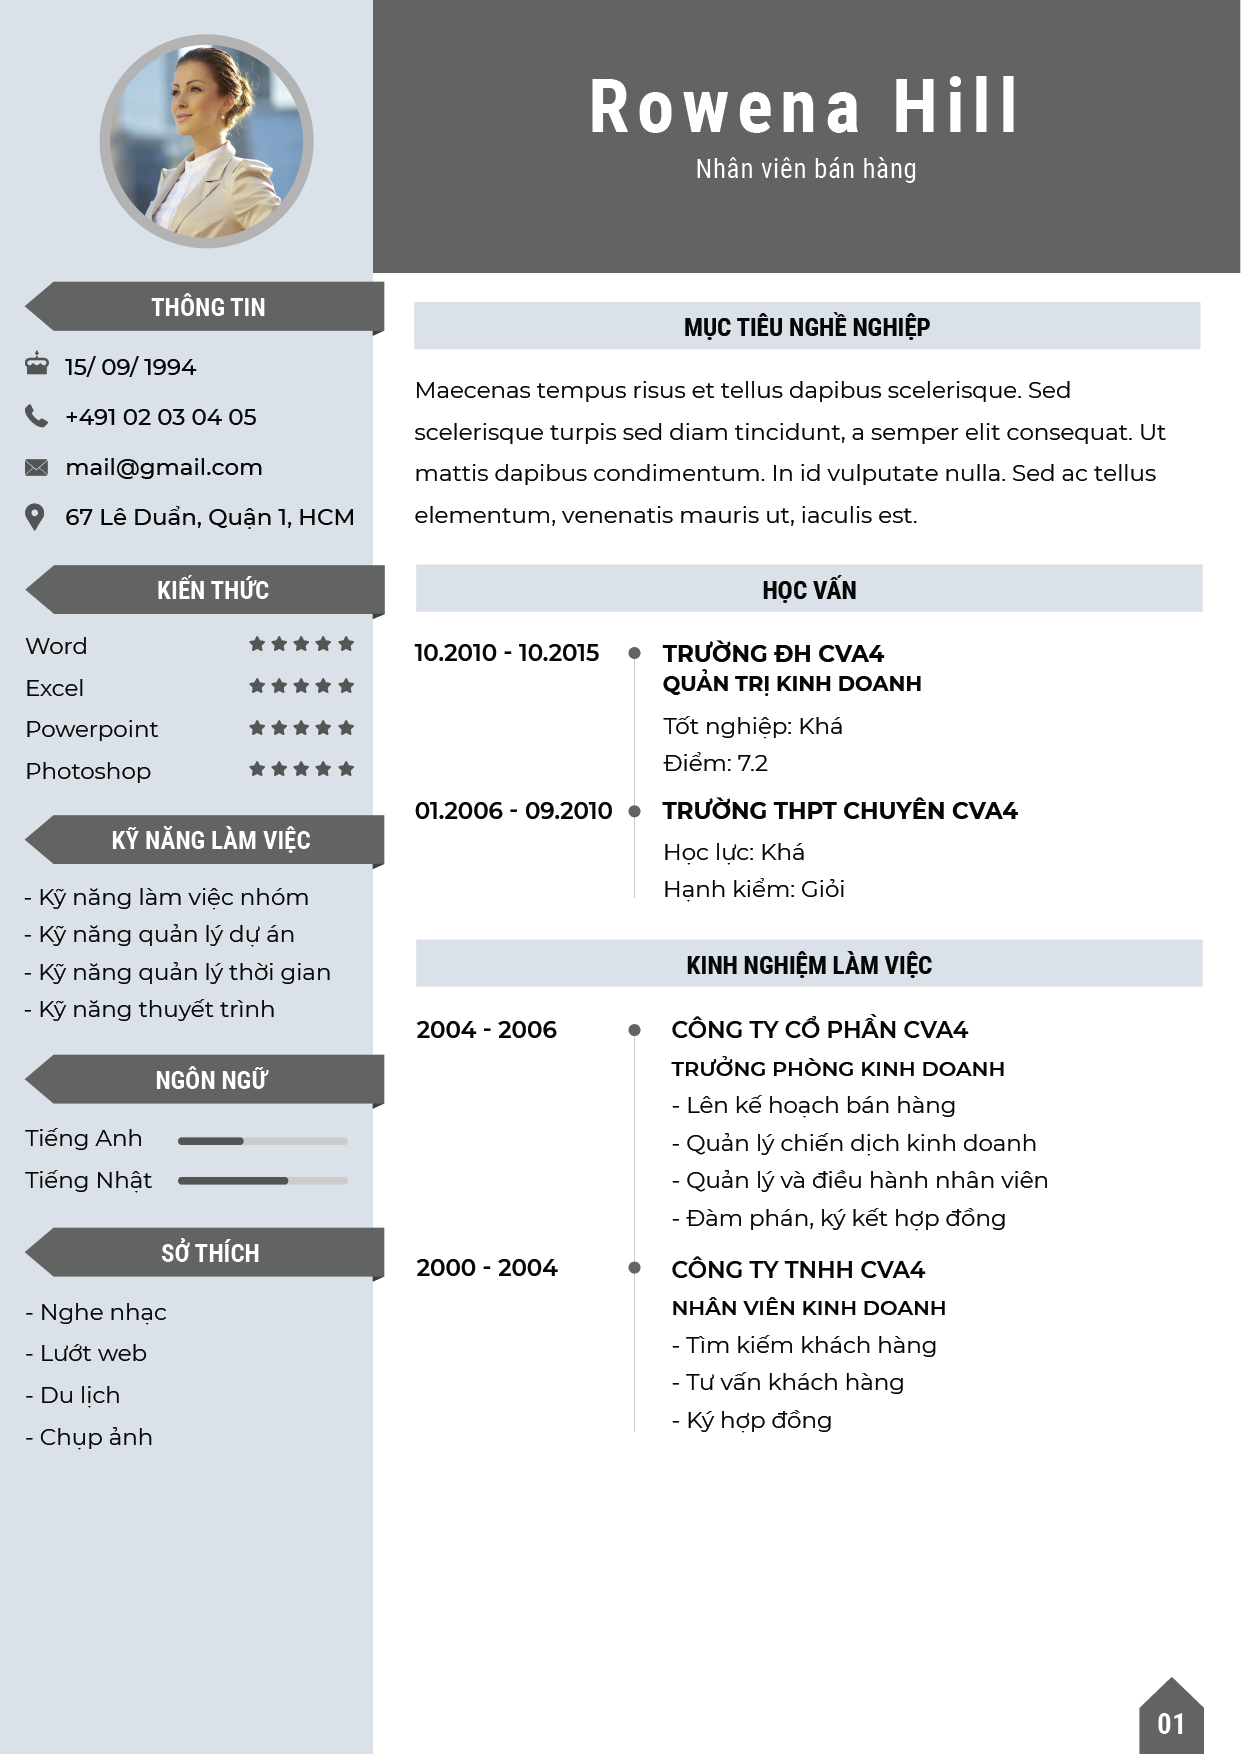 Rowena Hill
Nhân viên bán hàng
THÔNG TIN
15/ 09/ 1994
+491 02 03 04 05
mail@gmail.com
67 Lê Duẩn, Quận 1, HCM
KIẾN THỨC
Word
Excel
Powerpoint
Photoshop
KỸ NĂNG LÀM VIỆC
- Kỹ năng làm việc nhóm
- Kỹ năng quản lý dự án
- Kỹ năng quản lý thời gian
- Kỹ năng thuyết trình
NGÔN NGỮ
Tiếng Anh
Tiếng Nhật
SỞ THÍCH
- Nghe nhạc
- Lướt web
- Du lịch
- Chụp ảnh
MỤC TIÊU NGHỀ NGHIỆP
Maecenas tempus risus et tellus dapibus scelerisque. Sed
scelerisque turpis sed diam tincidunt, a semper elit consequat. Ut
mattis dapibus condimentum. In id vulputate nulla. Sed ac tellus
elementum, venenatis mauris ut, iaculis est.
HỌC VẤN
10.2010 - 10.2015
TRƯỜNG ĐH CVA4
QUẢN TRỊ KINH DOANH
Tốt nghiệp: Khá
Điểm: 7.2
01.2006 - 09.2010
TRƯỜNG THPT CHUYÊN CVA4
Học lực: Khá
Hạnh kiểm: Giỏi
KINH NGHIỆM LÀM VIỆC
2004 - 2006
CÔNG TY CỔ PHẦN CVA4
TRƯỞNG PHÒNG KINH DOANH
- Lên kế hoạch bán hàng
- Quản lý chiến dịch kinh doanh
- Quản lý và điều hành nhân viên
- Đàm phán, ký kết hợp đồng
2000 - 2004
CÔNG TY TNHH CVA4
NHÂN VIÊN KINH DOANH
- Tìm kiếm khách hàng
- Tư vấn khách hàng
- Ký hợp đồng
01